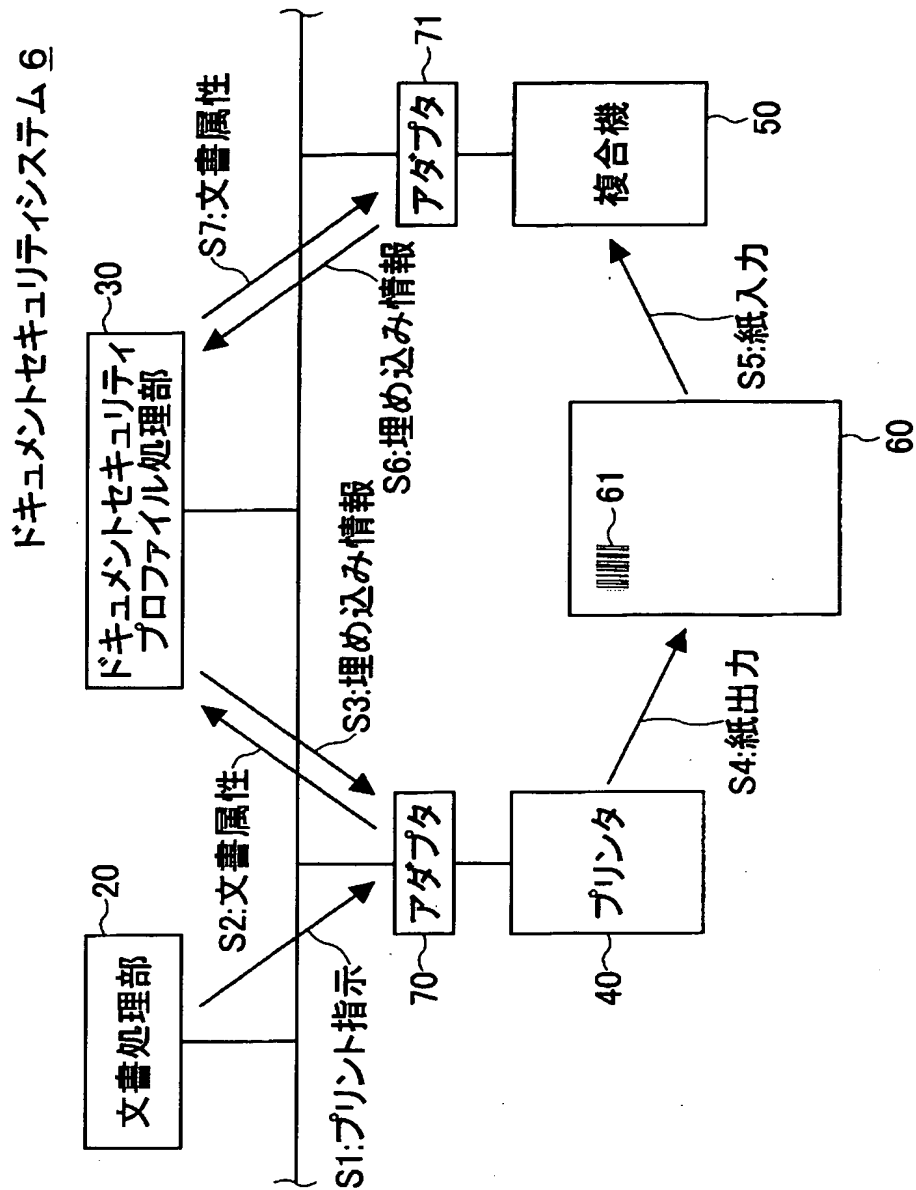 ドキュメントセキュリティシステム 6
20
文書処理部
30
ドキュメントセキュリティ
プロファイル処理部
S1:プリント指示
S2:文書属性
S3:埋め込み情報
S6:埋め込み情報
S7:文書属性
70
アダプタ
アダプタ
71
40
プリンタ
複合機
50
S4:紙出力
61
60
S5:紙入力